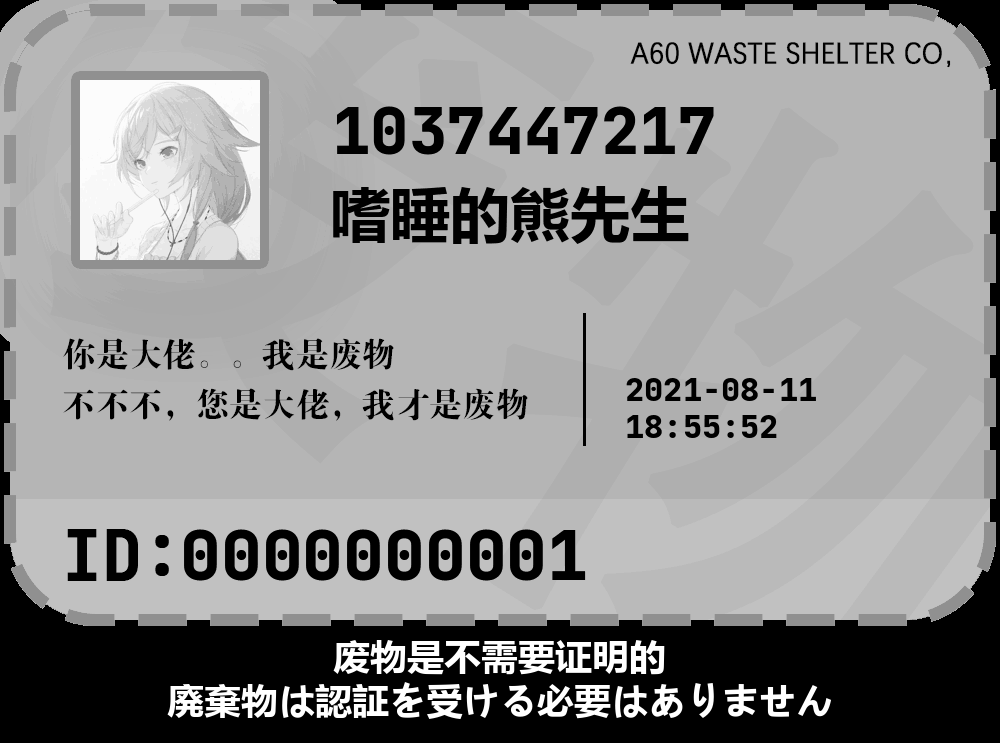 A60 WASTE SHELTER CO,
1037447217
嗜睡的熊先生
你是大佬。。我是废物
不不不，您是大佬，我才是废物
2021-08-11
18:55:52
ID:0000000001
废物是不需要证明的
廃棄物は認証を受ける必要はありません